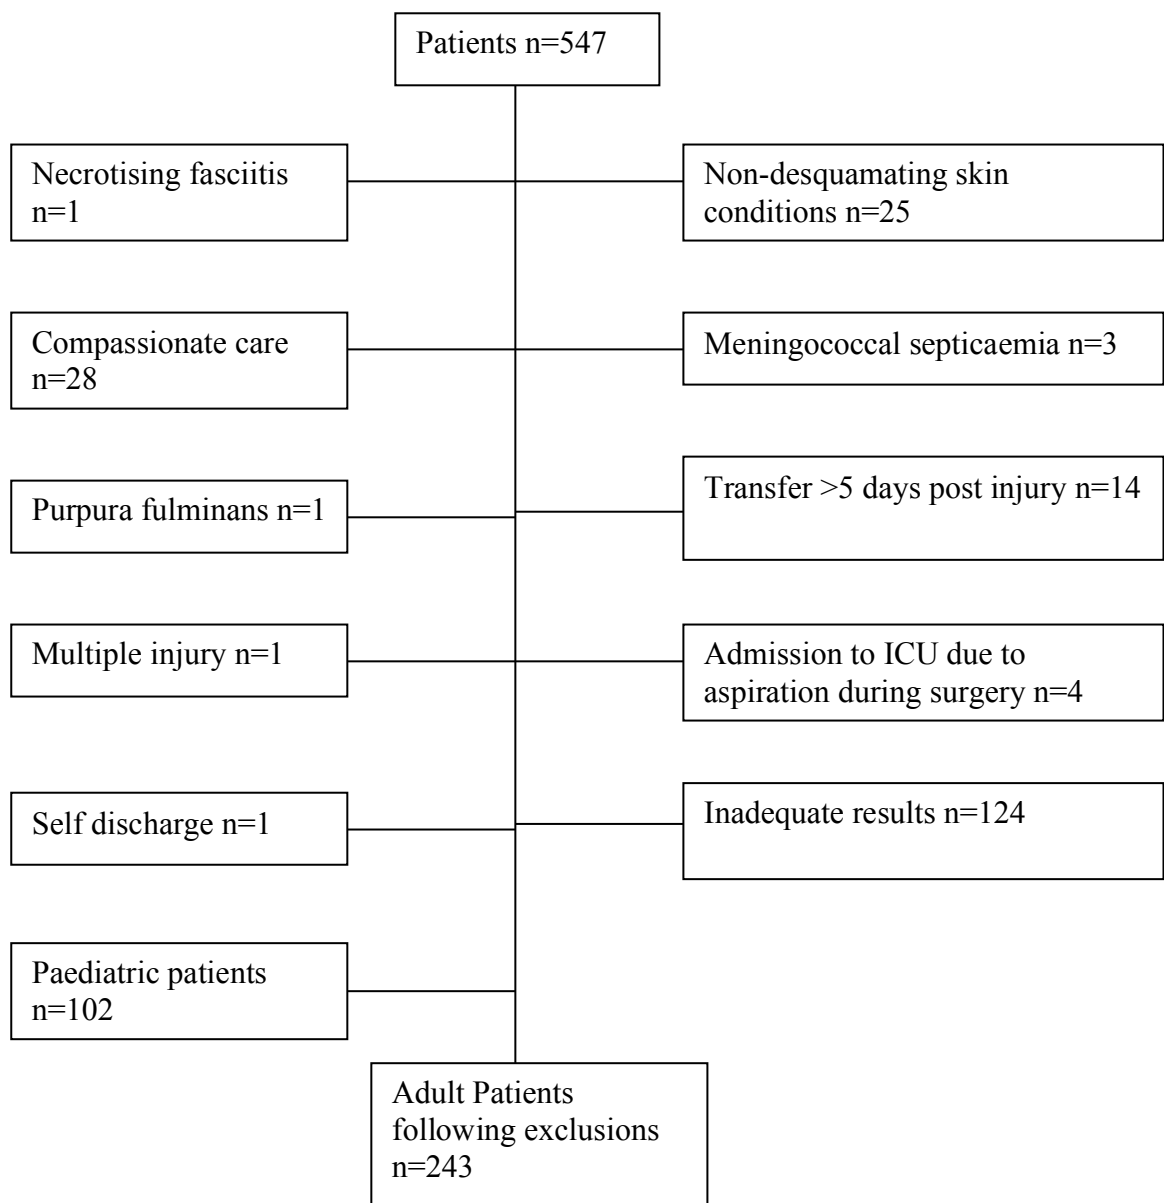 Patients n=547
Necrotising fasciitis
n=1
Non-desquamating skin
conditions n=25
Compassionate care
n=28
Meningococcal septicaemia n=3
Purpura fulminans n=1
Transfer >5 days post injury n=14
Multiple injury n=1
Admission to ICU due to
aspiration during surgery n=4
Self discharge n=1
Inadequate results n=124
Paediatric patients
n=102
Adult Patients
following exclusions
n=243